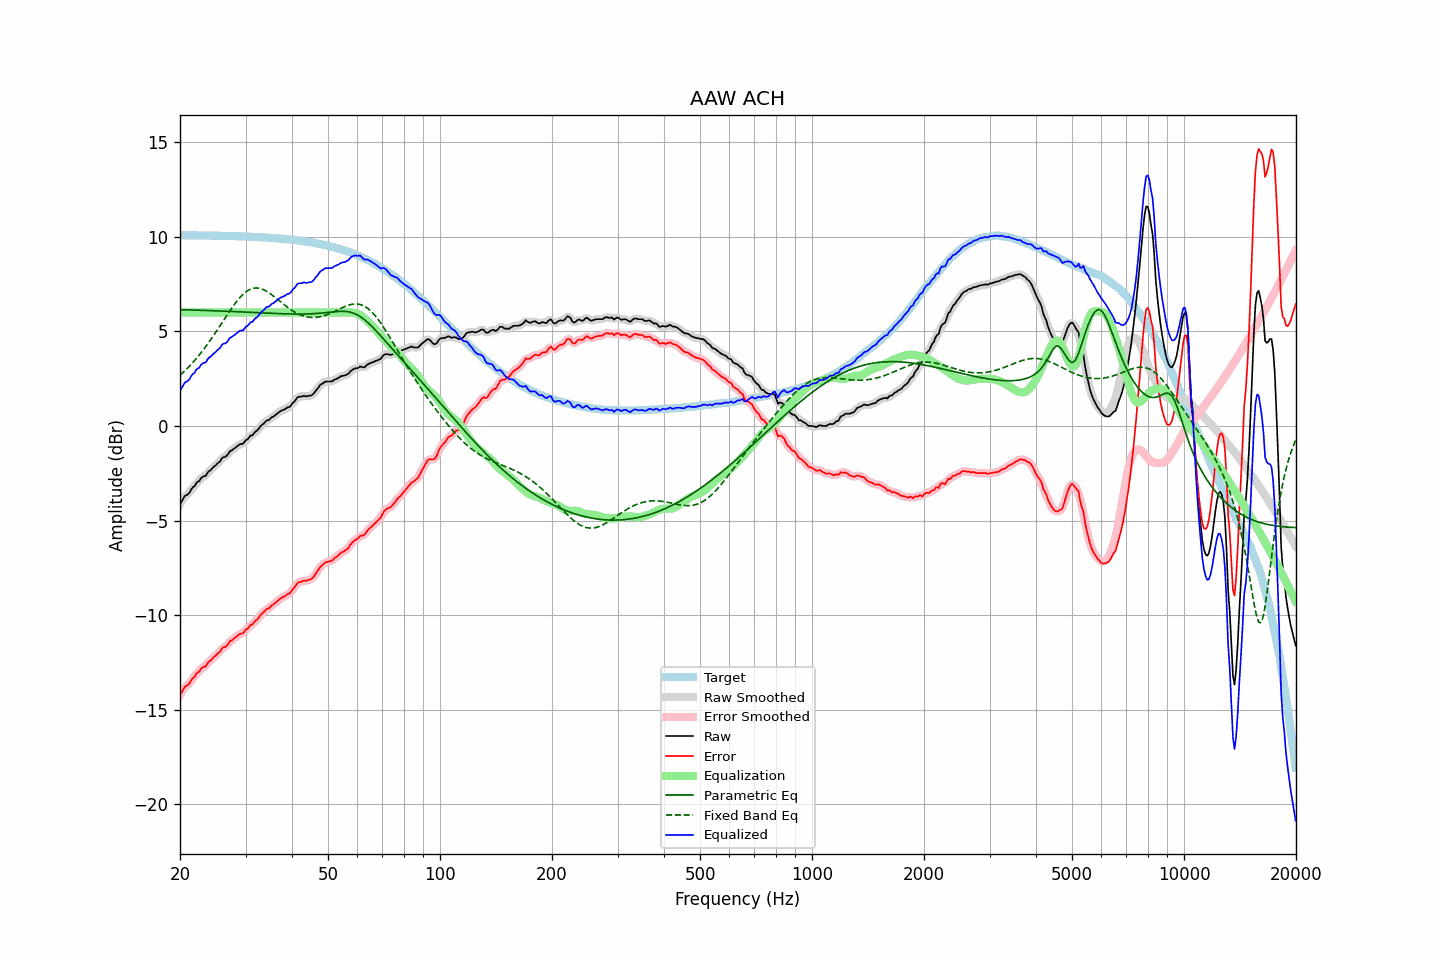 AAW ACH
15
10
5
0
−5
−10
−15
−20
Amplitude (dBr)
20
50
100
200
500
1000
2000
5000
10000
20000
Frequency (Hz)
Target
Raw Smoothed
Error Smoothed
Raw
Error
Equalization
Parametric Eq
Fixed Band Eq
Equalized